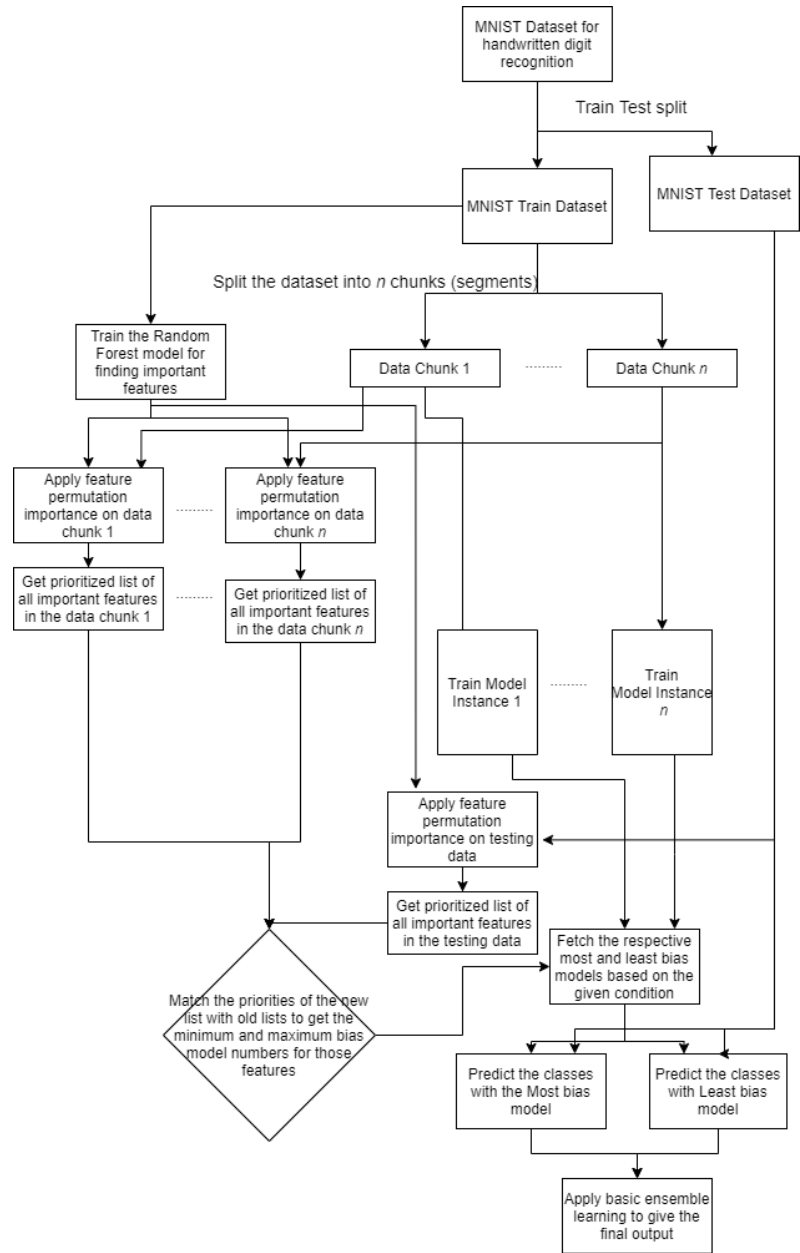 MNIST Dataset for
handwritten digit
recognition
Train Test split
MNIST Train Dataset
MNIST Test Dataset
Split the dataset into n chunks (segments)
Train the Random
Forest model for
finding important
features
Data Chunk 1
Data Chunk n
Apply feature
permutation
importance on data
chunk 1
Apply feature
permutation
importance on data
chunk n
Get prioritized list of
all important features
in the data chunk 1
Get prioritized list of
all important features
in the data chunk n
Train Model
Instance 1
Train
Model Instance
n
Apply feature
permutation
importance on testing
data
Get prioritized list of
all important features
in the testing data
Match the priorities of the new
list with old lists to get the
minimum and maximum bias
model numbers for those
features
Fetch the respective
most and least bias
models based on the
given condition
Predict the classes
with the Most bias
model
Predict the classes
with Least bias
model
Apply basic ensemble
learning to give the
final output